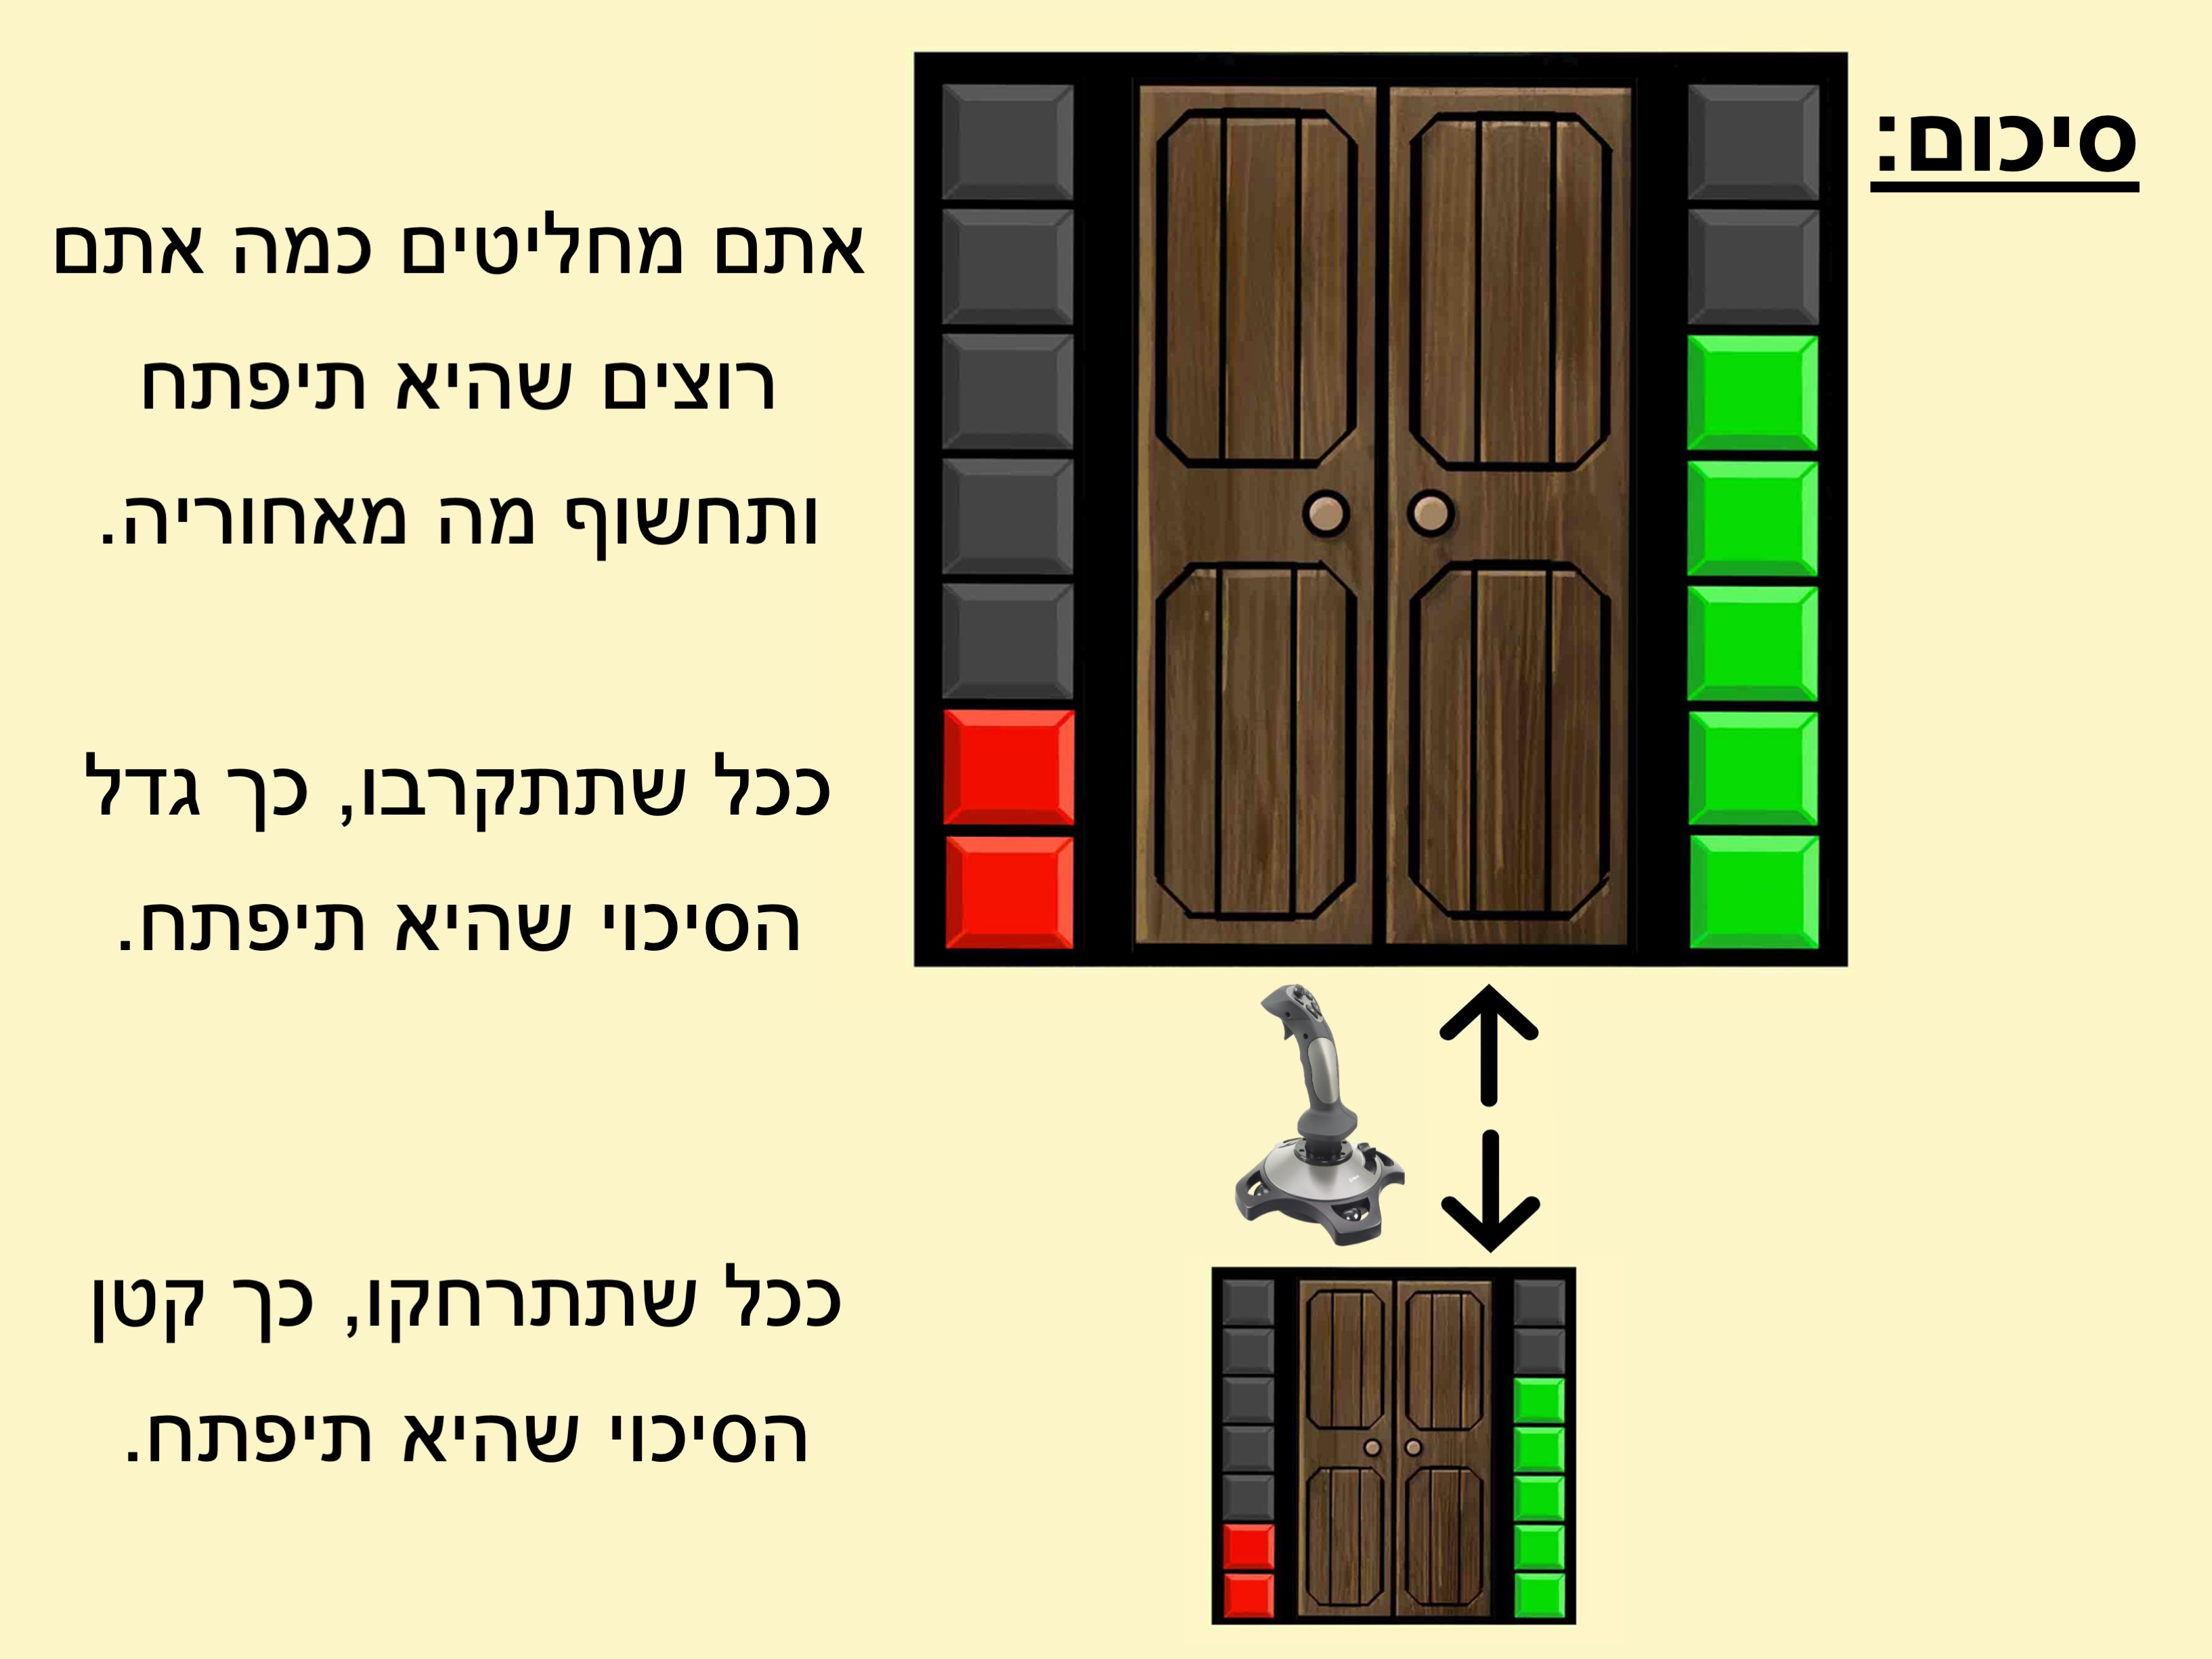 סיכום:
אתם מחליטים כמה אתם
רוצים שהיא תיפתח
ותחשוף מה מאחוריה.
ככל שתתקרבו, כך גדל
הסיכוי שהיא תיפתח.
ככל שתתרחקו, כך קטן
הסיכוי שהיא תיפתח.